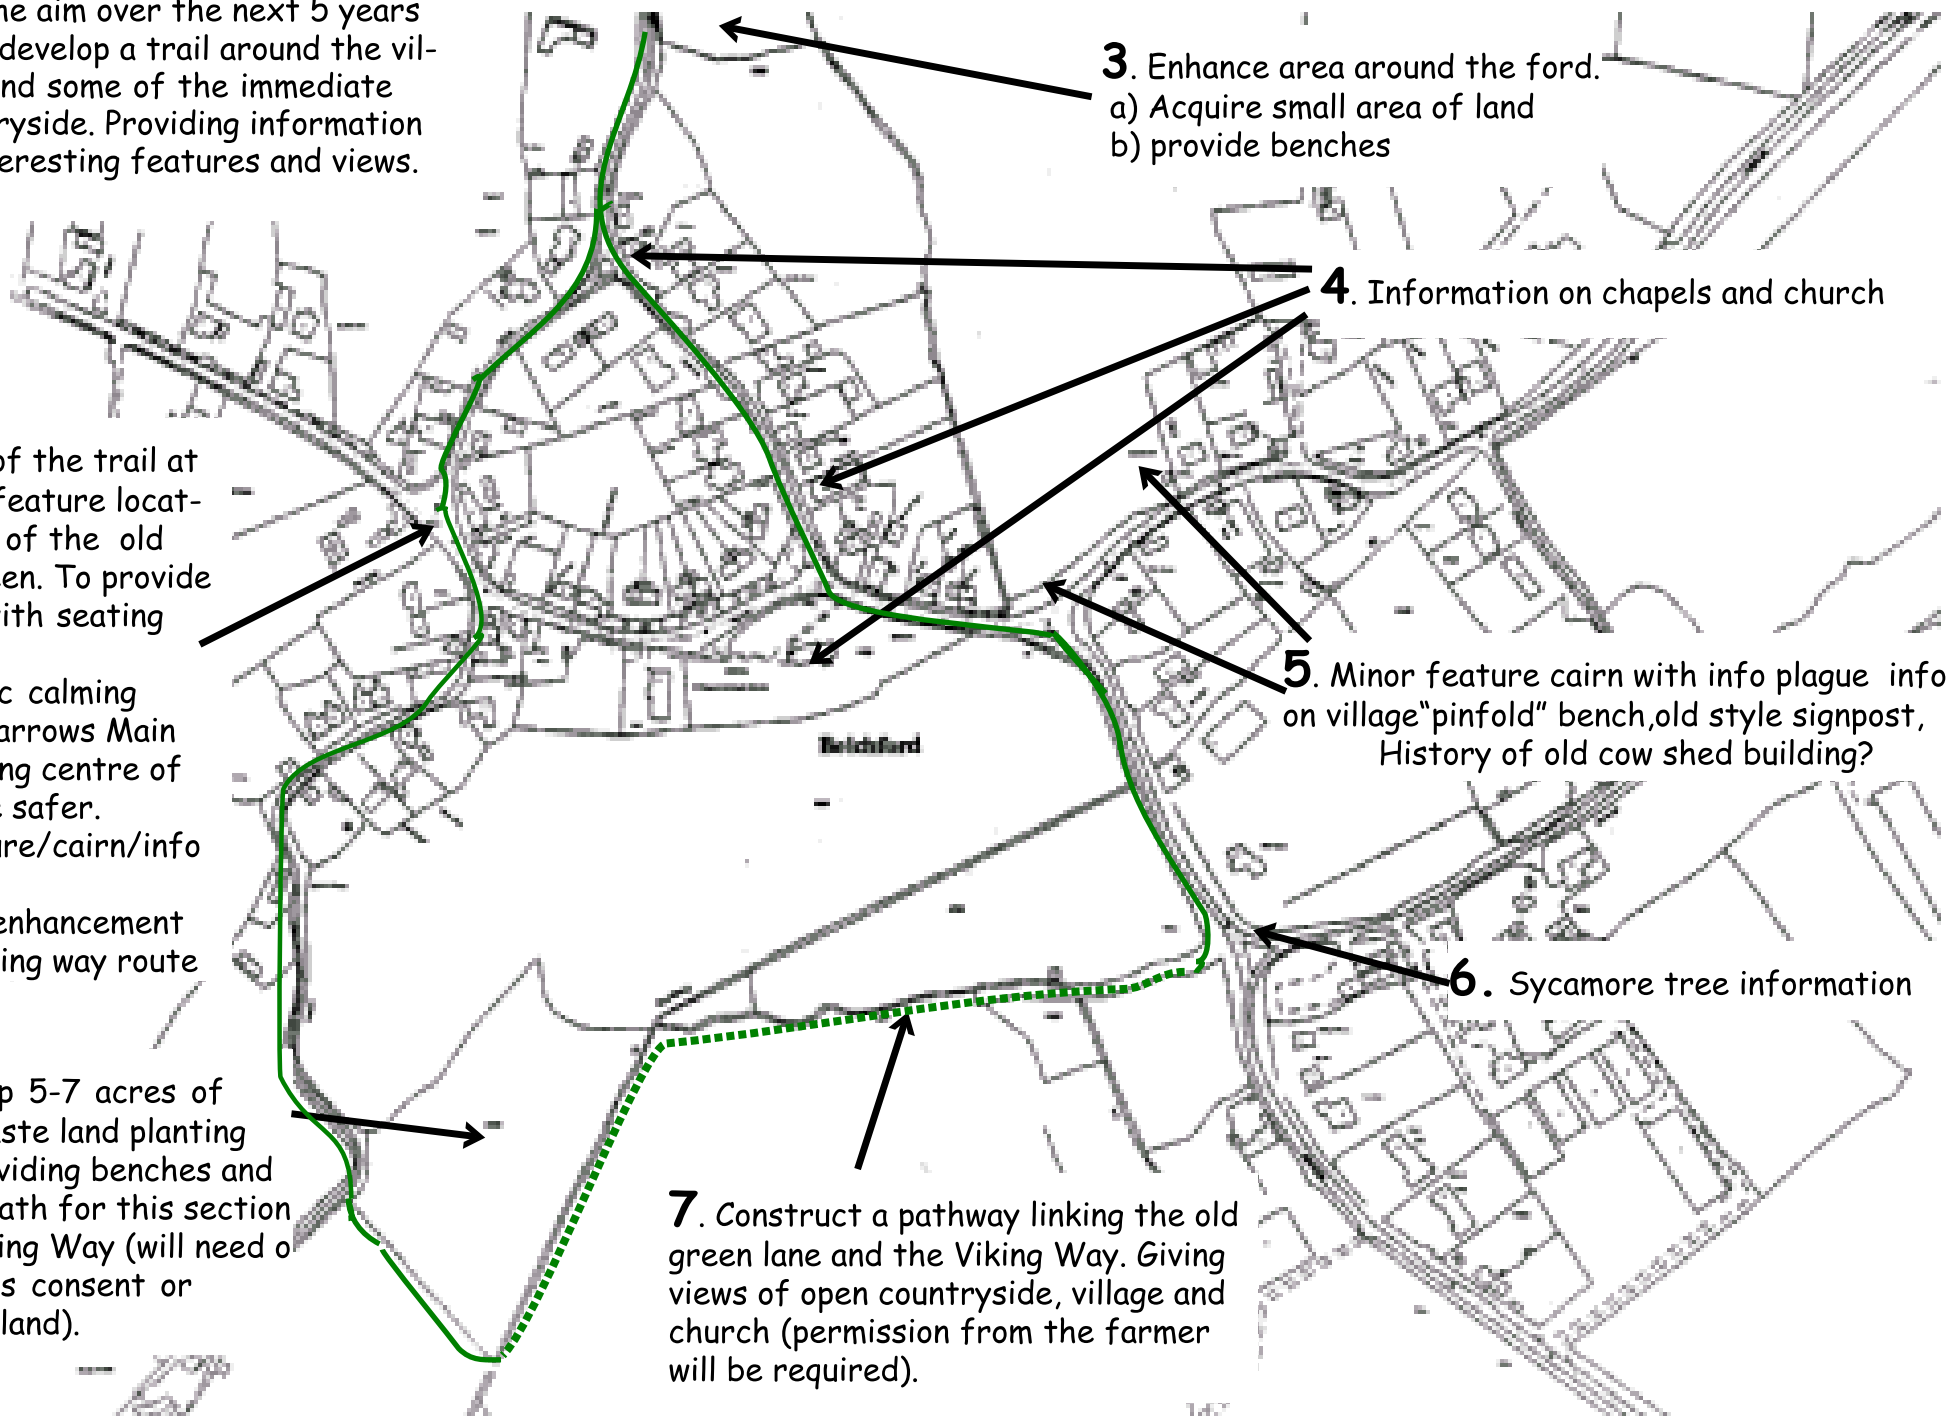 ne aim over the next 5 years
develop a trail around the vil-
nd some of the immediate
ryside. Providing information
eresting features and views.
3. Enhance area around the ford.
a) Acquire small area of land
b) provide benches
4. Information on chapels and church
of the trail at
feature locat-
of the old
en. To provide
with seating
c calming
arrows Main
ng centre of
e safer.
ure/cairn/info
enhancement
ing way route
5. Minor feature cairn with info plague info
on village“pinfold” bench,old style signpost,
History of old cow shed building?
Belchford
6. Sycamore tree information
p 5-7 acres of
ste land planting
viding benches and
ath for this section
ing Way (will need o
s consent or
land).
7. Construct a pathway linking the old
green lane and the Viking Way. Giving
views of open countryside, village and
church (permission from the farmer
will be required).